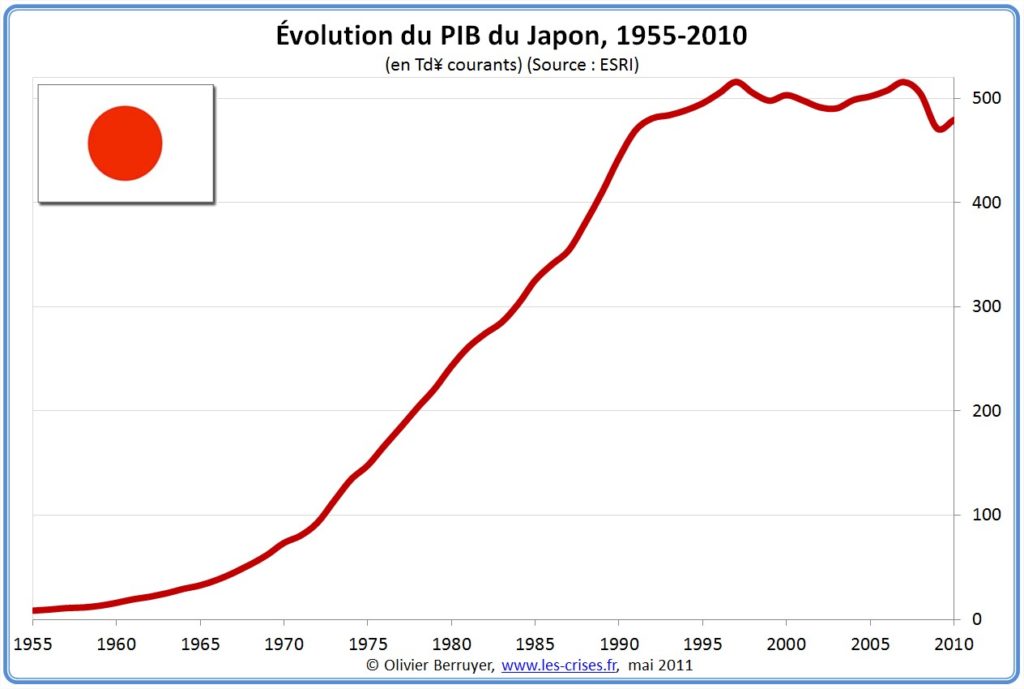 Évolution du PIB du Japon, 1955-2010
(en Td¥ courants) (Source : ESRI)
500
400
300
200
100
0
1955 1960 1965 1970 1975 1980 1985 1990 1995 2000 2005 2010
© Olivier Berruyer, www.les-crises.fr, mai 2011